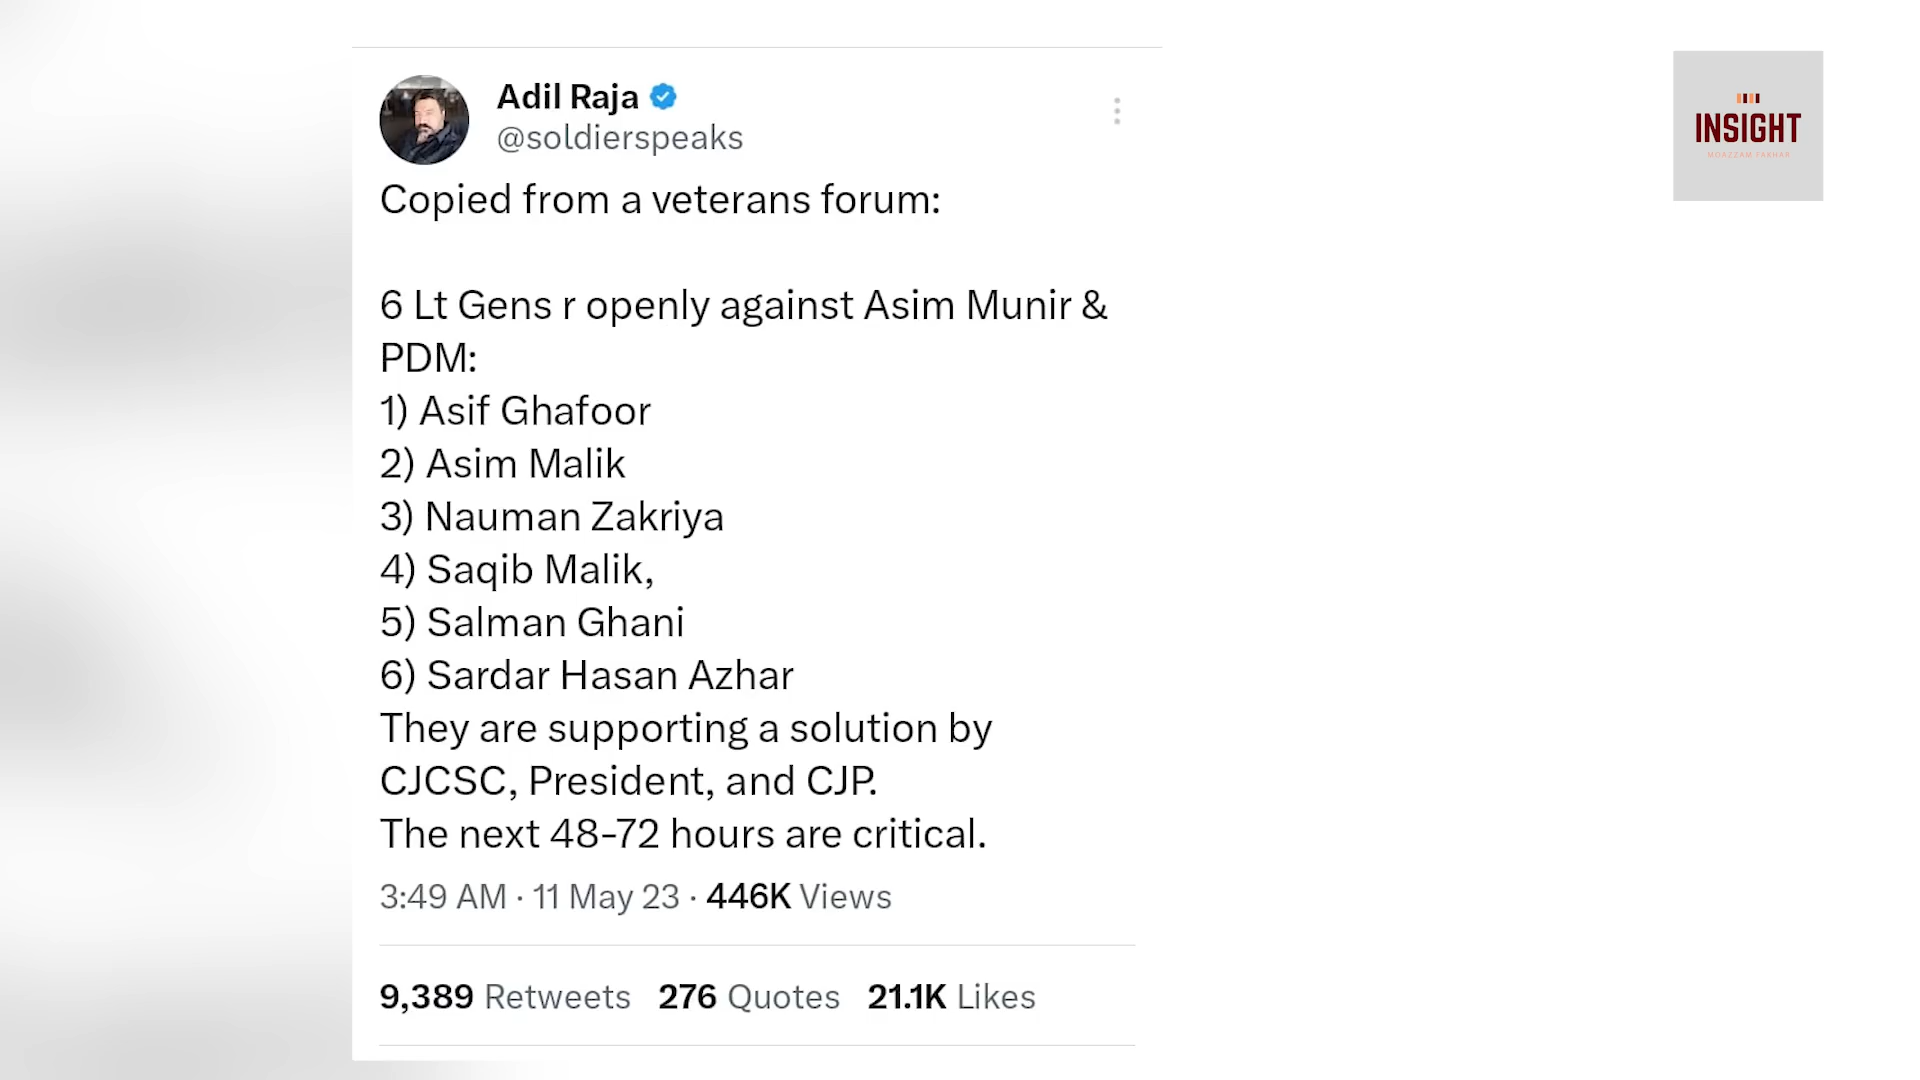 Adil Raja
@soldierspeaks
Copied from a veterans forum:
6 Lt Gens r openly against Asim Munir &
PDM:
1) Asif Ghafoor
2) Asim Malik
3) Nauman Zakriya
4) Saqib Malik,
5) Salman Ghani
6) Sardar Hasan Azhar
They are supporting a solution by
CJCSC, President, and CJP.
The next 48-72 hours are critical.
3:49 AM · 11 May 23 · 446K Views
9,389 Retweets 276 Quotes 21.1K Likes
INSIGHT
MOAZZAM FAKHAR